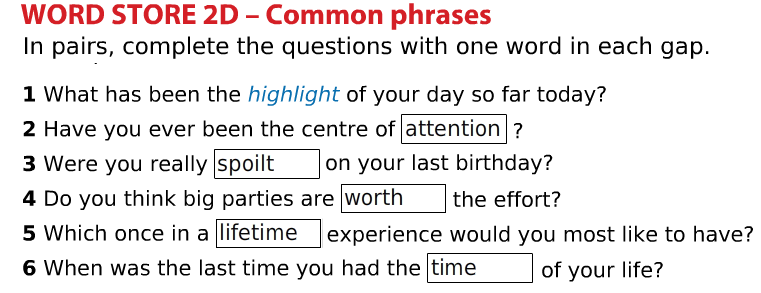 WORD STORE 2D – Common phrases
In pairs, complete the questions with one word in each gap.
1 What has been the highlight of your day so far today?
2 Have you ever been the centre of attention ?
3 Were you really spoilt on your last birthday?
4 Do you think big parties are worth the effort?
5 Which once in a lifetime experience would you most like to have?
6 When was the last time you had the time of your life?